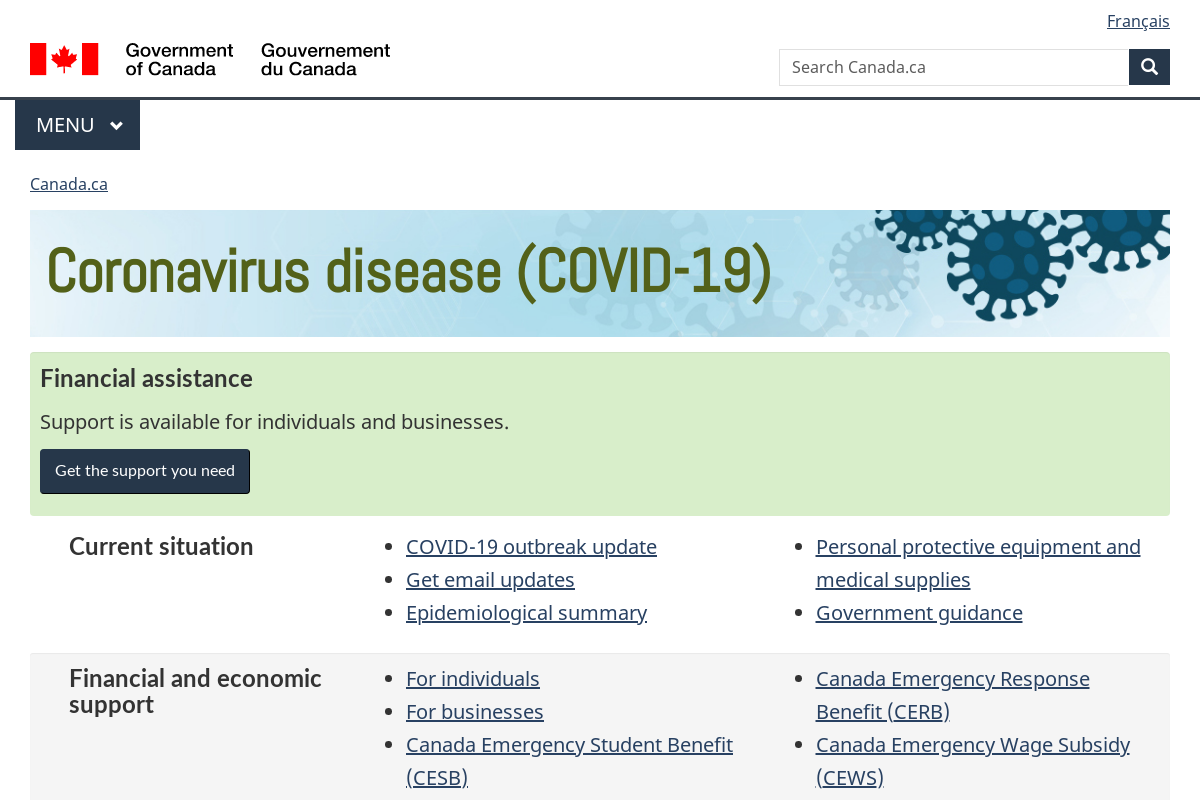 Français
Government
of Canada
Gouvernement
du Canada
Search Canada.ca
MENU
Canada.ca
Coronavirus disease (COVID-19)
Financial assistance
Support is available for individuals and businesses.
Get the support you need
Current situation
COVID-19 outbreak update
Get email updates
Epidemiological summary
Personal protective equipment and
medical supplies
Government guidance
Financial and economic
support
For individuals
For businesses
Canada Emergency Student Benefit
(CESB)
Canada Emergency Response
Benefit (CERB)
Canada Emergency Wage Subsidy
(CEWS)